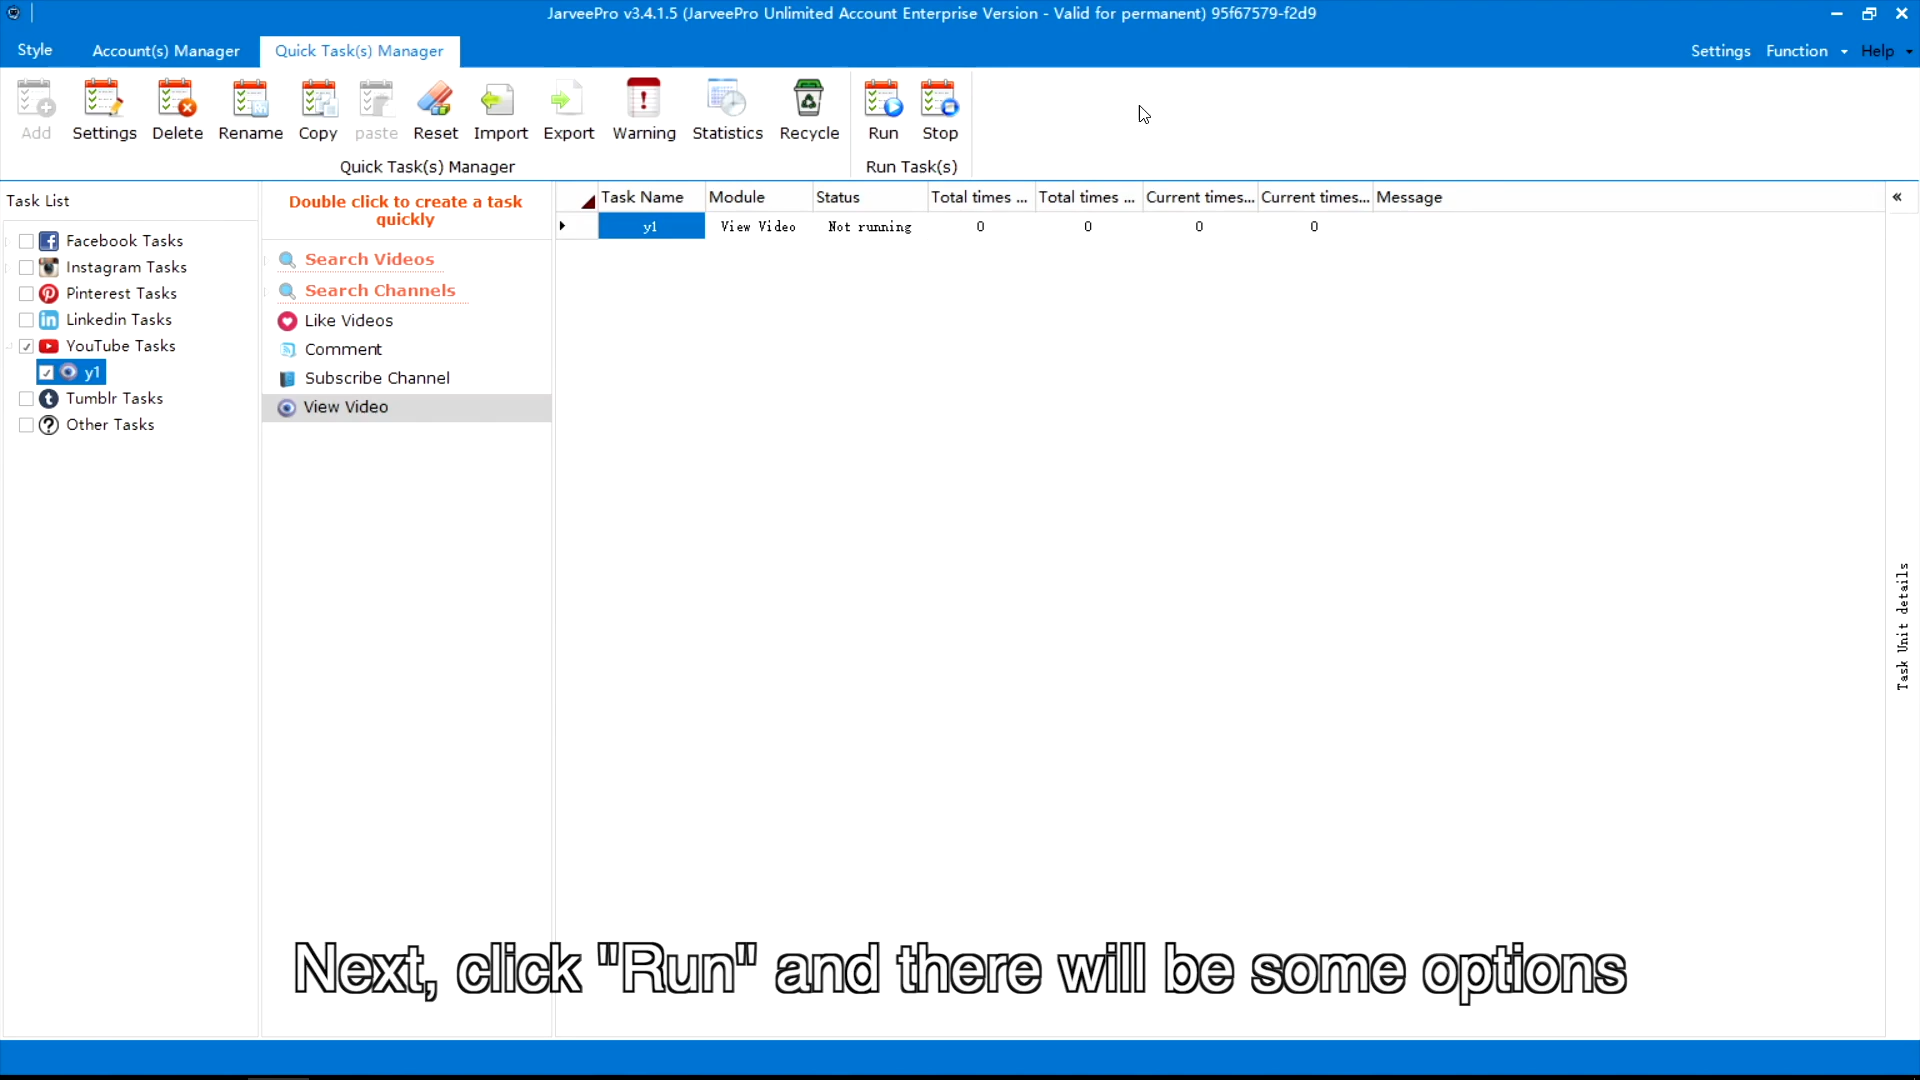 JarveePro v3.4.1.5 (JarveePro Unlimited Account Enterprise Version - Valid for permanent) 95f67579-f2d9
Style Account(s) Manager Quick Task(s) Manager Settings Function Help
Add Settings Delete Rename Copy paste Reset Import Export Warning Statistics Recycle Run Stop
Quick Task(s) Manager Run Task(s)
Task List
Facebook Tasks
Instagram Tasks
Pinterest Tasks
Linkedin Tasks
YouTube Tasks
y1
Tumblr Tasks
Other Tasks
Double click to create a task
quickly
Search Videos
Search Channels
Like Videos
Comment
Subscribe Channel
View Video
Task Name Module Status Total times ... Total times ... Current times... Current times... Message
y1 View Video Not running 0 0 0 0
Task Unit details
Next, click "Run" and there will be some options